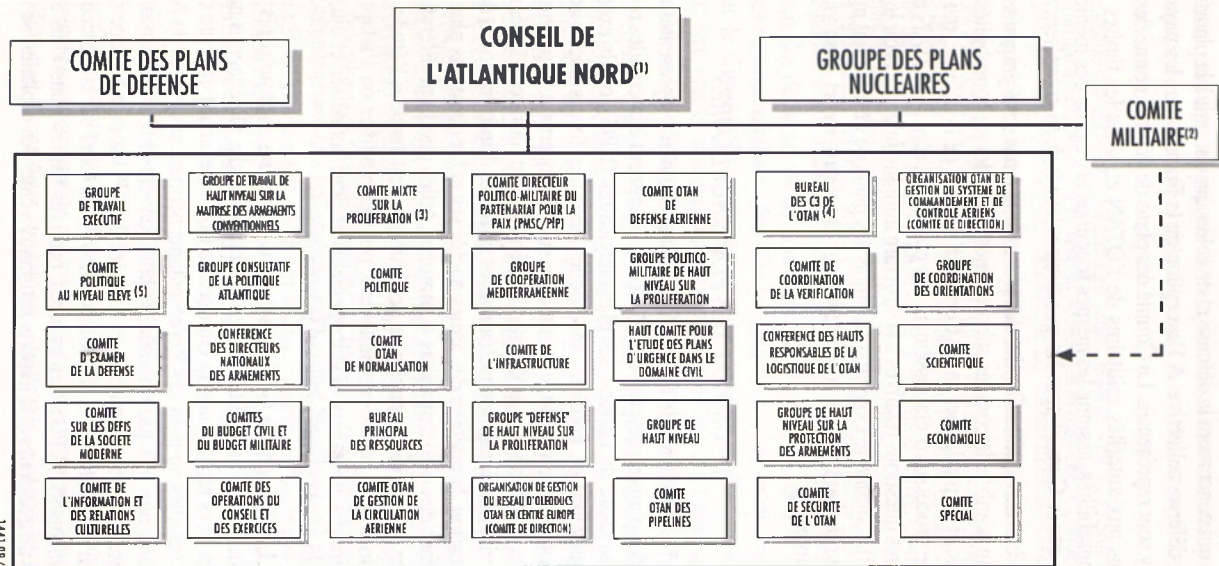 COMITE DES PLANS
DE DEFENSE
CONSEIL DE
L'ATLANTIQUE NORD(1)
GROUPE DES PLANS
NUCLEAIRES
COMITE
MILITAIRE(2)
GROUPE
DE TRAVAIL
EXECUTIF
GROUPE DE TRAVAIL DE
HAUT NIVEAU SUR LA
MAITRISE DES ARMEMENTS
CONVENTIONNELS
COMITE MIXTE
SUR LA
PROLIFERATION (3)
COMITE DIRECTEUR
POLITICO-MILITAIRE DU
PARTENARIAT POUR LA
PAIX (PMSC/PfP)
COMITE OTAN
DE
DEFENSE AERIENNE
BUREAU
DES C3 DE
L'OTAN (4)
ORGANISATION OTAN DE
GESTION DU SYSTEME DE
COMMANDEMENT ET DE
CONTROLE AERIENS
(COMITE DE DIRECTION)
COMITE
POLITIQUE
AU NIVEAU ELEVE (5)
GROUPE CONSULTATIF
DE LA POLITIQUE
ATLANTIQUE
COMITE
POLITIQUE
GROUPE
DE COOPERATION
MEDITERRANEENNE
GROUPE POLITICO-
MILITAIRE DE HAUT
NIVEAU SUR
LA PROLIFERATION
COMITE DE
COORDINATION
DE LA VERIFICATION
GROUPE
DE COORDINATION
DES ORIENTATIONS
COMITE
D'EXAMEN
DE LA DEFENSE
CONFERENCE
DES DIRECTEURS
NATIONAUX
DES ARMEMENTS
COMITE
OTAN
DE NORMALISATION
COMITE DE
L'INFRASTRUCTURE
HAUT COMITE POUR
L'ETUDE DES PLANS
D'URGENCE DANS LE
DOMAINE CIVIL
CONFERENCE DES HAUTS
RESPONSABLES DE LA
LOGISTIQUE DE L'OTAN
COMITE
SCIENTIFIQUE
COMITE
SUR LES DEFIS
DE LA SOCIETE
MODERNE
COMITES
DU BUDGET CIVIL ET
DU BUDGET MILITAIRE
BUREAU
PRINCIPAL
DES RESSOURCES
GROUPE "DEFENSE"
DE HAUT NIVEAU SUR
LA PROLIFERATION
GROUPE DE
HAUT NIVEAU
GROUPE DE HAUT
NIVEAU SUR LA
PROTECTION
DES ARMEMENTS
COMITE
ECONOMIQUE
COMITE DE
L'INFORMATION ET
DES RELATIONS
CULTURELLES
COMITE DES
OPERATIONS DU
CONSEIL ET
DES EXERCICES
COMITE OTAN
DE GESTION DE
LA CIRCULATION
AERIENNE
ORGANISATION DE GESTION
DU RESEAU D'OLEODUCS
OTAN EN CENTRE EUROPE
(COMITE DE DIRECTION)
COMITE
OTAN DES
PIPELINES
COMITE
DE SECURITE
DE L'OTAN
COMITE
SPECIAL